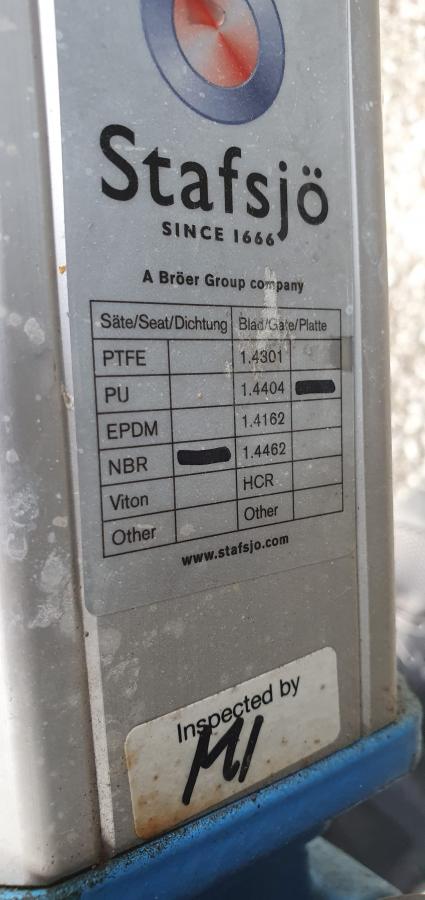 Stafsjö
SINCE 1666
A Bröer Group company
Säte/Seat/Dichtung Blad/Gate/Platte
PTFE 1.4301
PU 1.4404
EPDM 1.4162
NBR 1.4462
Viton HCR
Other Other
www.stafsjo.com
Inspected by